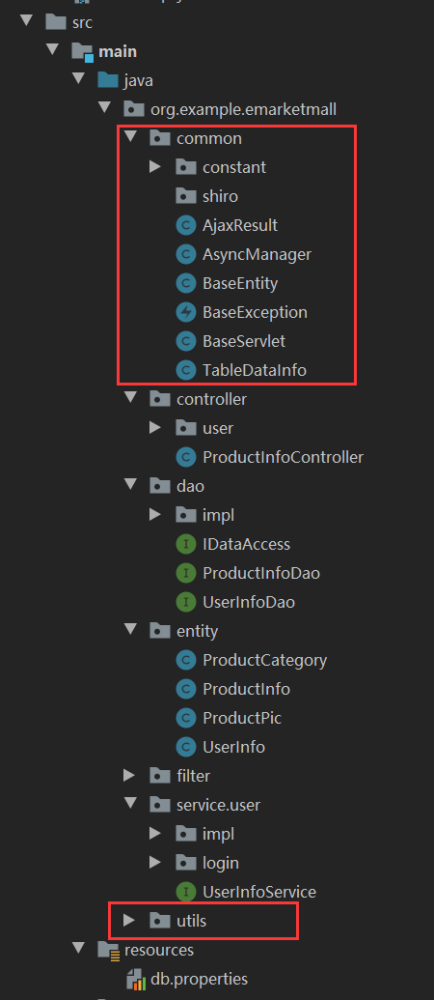 src
main
java
org.example.emarketmall
common
constant
shiro
AjaxResult
AsyncManager
BaseEntity
BaseException
BaseServlet
TableDataInfo
controller
user
ProductInfoController
dao
impl
IDataAccess
ProductInfoDao
UserInfoDao
entity
ProductCategory
ProductInfo
ProductPic
UserInfo
filter
service.user
impl
login
UserInfoService
utils
resources
db.properties